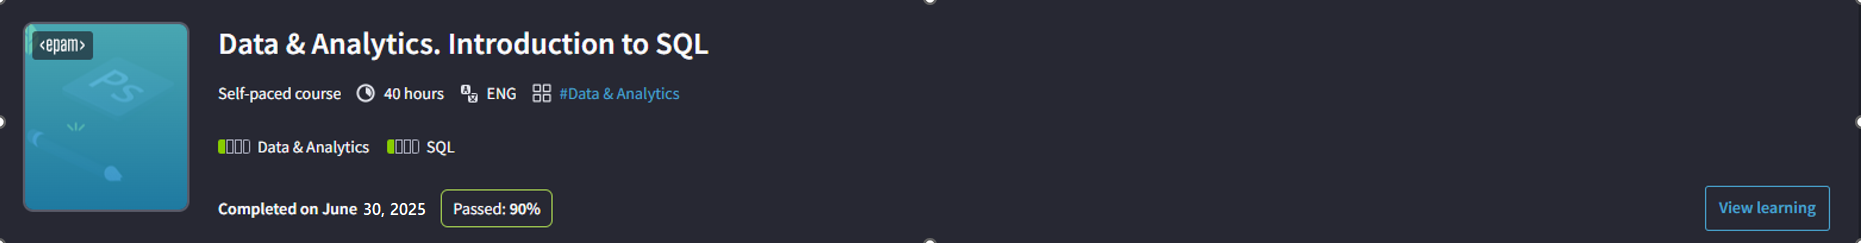 <epam>
Ps
Data & Analytics. Introduction to SQL
Self-paced course 40 hours ENG #Data & Analytics
Data & Analytics SQL
Completed on June 30, 2025 Passed: 90%
View learning